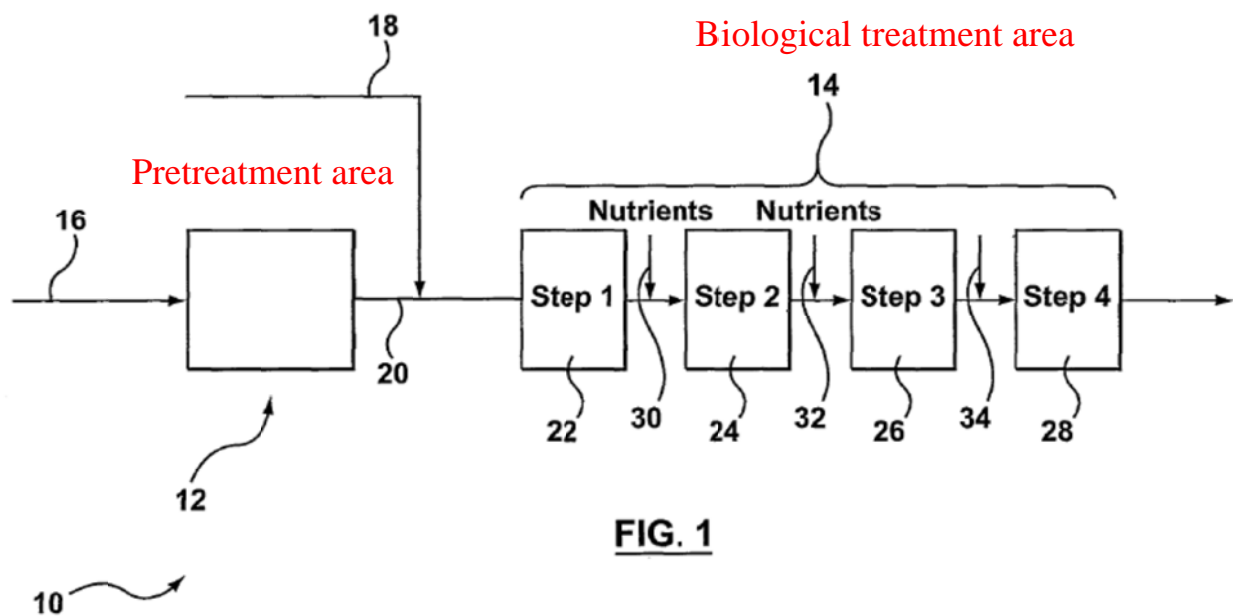 18
Biological treatment area
14
Pretreatment area
Nutrients Nutrients
16
Step 1 Step 2 Step 3 Step 4
20
22 30 24 32 26 34 28
12
FIG. 1
10